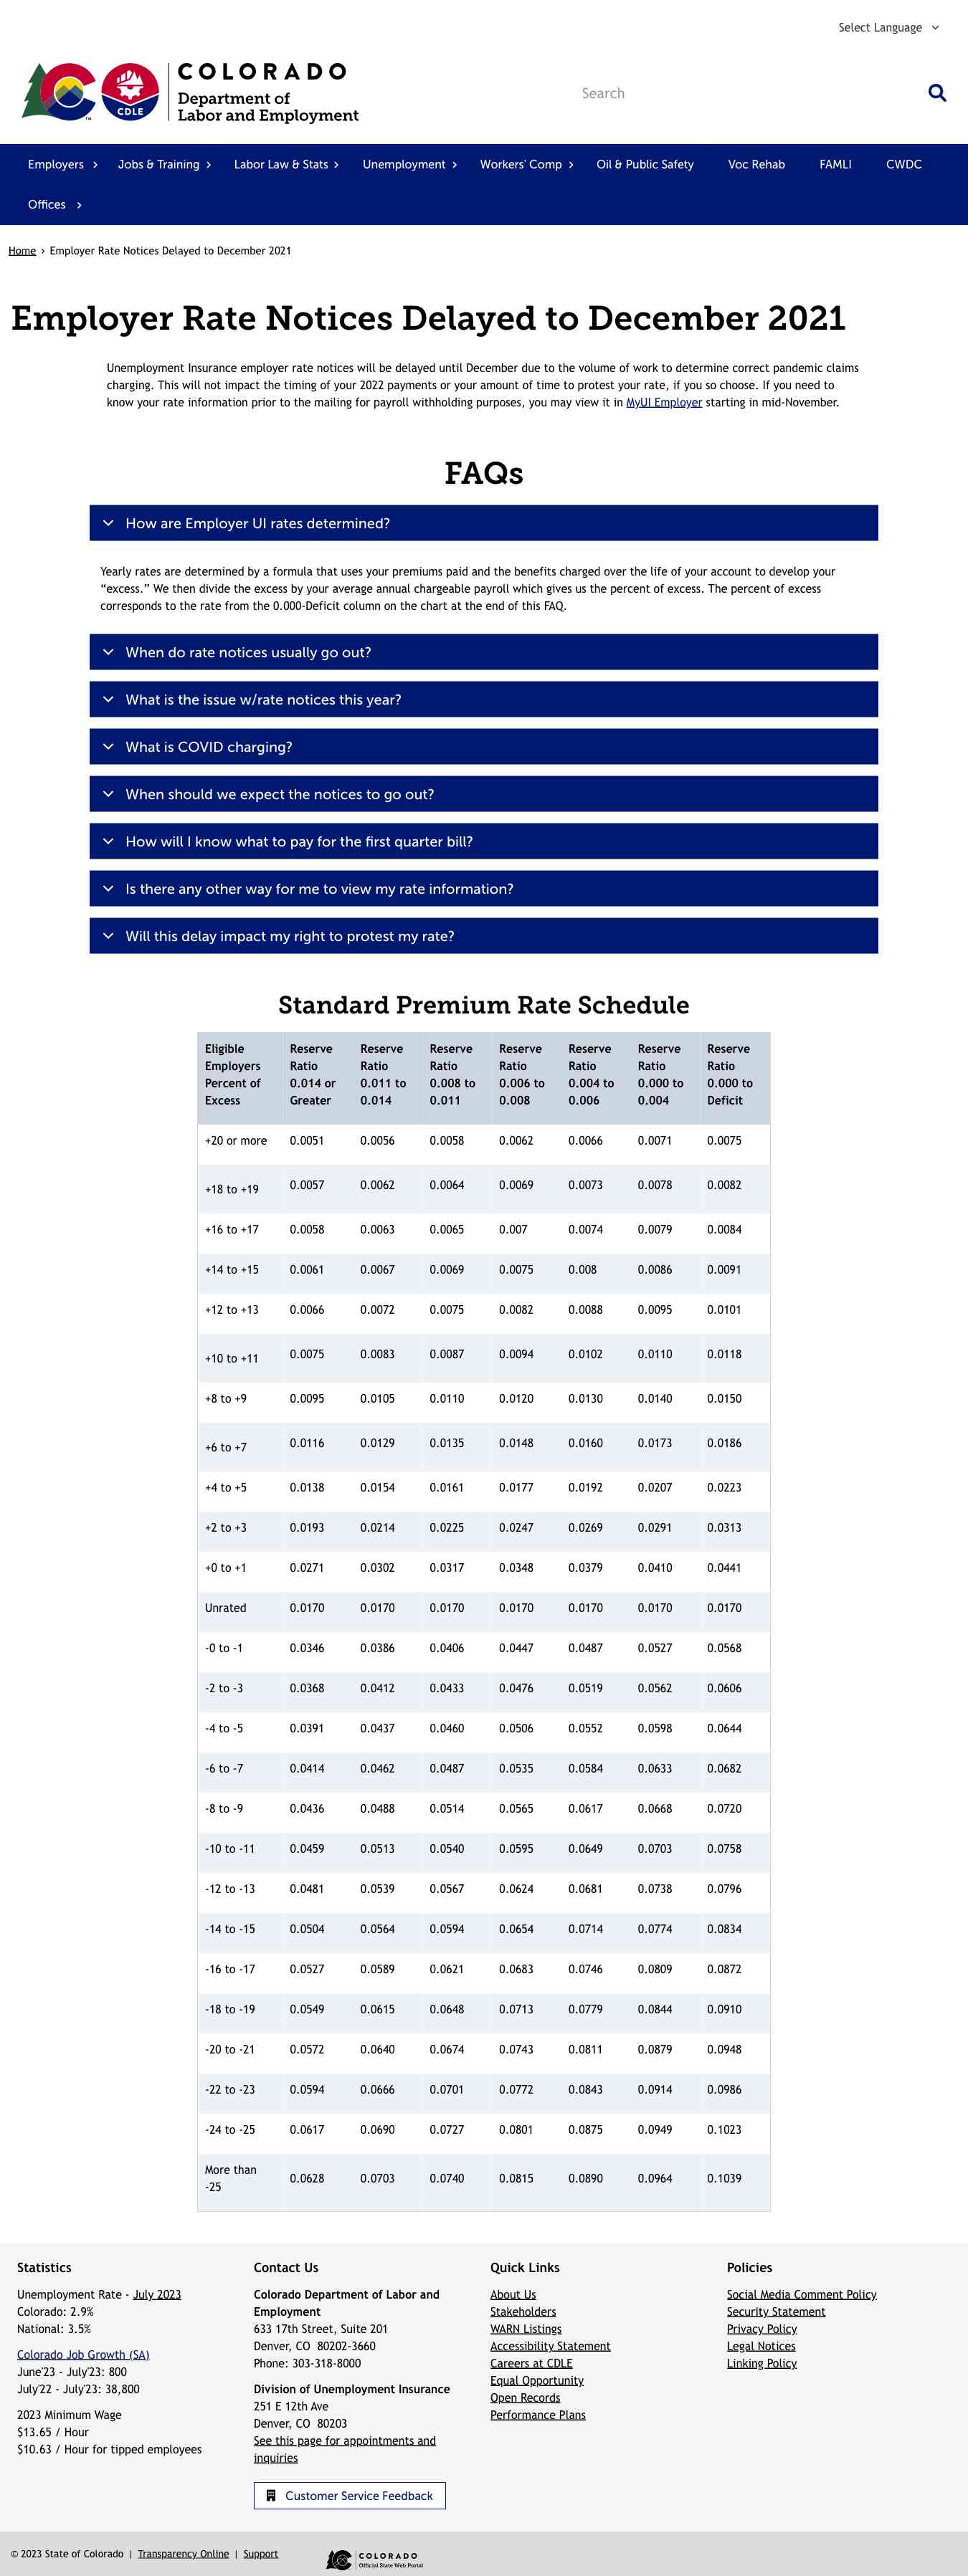 Select Language
COLORADO
Department of
Labor and Employment
CDLE
TM
Search
Employers
Jobs & Training
Labor Law & Stats
Unemployment
Workers' Comp
Oil & Public Safety
Voc Rehab
FAMLI
CWDC
Offices
Home › Employer Rate Notices Delayed to December 2021
Employer Rate Notices Delayed to December 2021
Unemployment Insurance employer rate notices will be delayed until December due to the volume of work to determine correct pandemic claims
charging. This will not impact the timing of your 2022 payments or your amount of time to protest your rate, if you so choose. If you need to
know your rate information prior to the mailing for payroll withholding purposes, you may view it in MyUI Employer starting in mid-November.
FAQs
How are Employer UI rates determined?
Yearly rates are determined by a formula that uses your premiums paid and the benefits charged over the life of your account to develop your
“excess.” We then divide the excess by your average annual chargeable payroll which gives us the percent of excess. The percent of excess
corresponds to the rate from the 0.000-Deficit column on the chart at the end of this FAQ.
When do rate notices usually go out?
What is the issue w/rate notices this year?
What is COVID charging?
When should we expect the notices to go out?
How will I know what to pay for the first quarter bill?
Is there any other way for me to view my rate information?
Will this delay impact my right to protest my rate?
Standard Premium Rate Schedule
Eligible Reserve Reserve Reserve Reserve Reserve Reserve Reserve
Employers Ratio Ratio Ratio Ratio Ratio Ratio Ratio
Percent of 0.014 or 0.011 to 0.008 to 0.006 to 0.004 to 0.000 to 0.000 to
Excess Greater 0.014 0.011 0.008 0.006 0.004 Deficit
+20 or more 0.0051 0.0056 0.0058 0.0062 0.0066 0.0071 0.0075
+18 to +19 0.0057 0.0062 0.0064 0.0069 0.0073 0.0078 0.0082
+16 to +17 0.0058 0.0063 0.0065 0.007 0.0074 0.0079 0.0084
+14 to +15 0.0061 0.0067 0.0069 0.0075 0.008 0.0086 0.0091
+12 to +13 0.0066 0.0072 0.0075 0.0082 0.0088 0.0095 0.0101
+10 to +11 0.0075 0.0083 0.0087 0.0094 0.0102 0.0110 0.0118
+8 to +9 0.0095 0.0105 0.0110 0.0120 0.0130 0.0140 0.0150
+6 to +7 0.0116 0.0129 0.0135 0.0148 0.0160 0.0173 0.0186
+4 to +5 0.0138 0.0154 0.0161 0.0177 0.0192 0.0207 0.0223
+2 to +3 0.0193 0.0214 0.0225 0.0247 0.0269 0.0291 0.0313
+0 to +1 0.0271 0.0302 0.0317 0.0348 0.0379 0.0410 0.0441
Unrated 0.0170 0.0170 0.0170 0.0170 0.0170 0.0170 0.0170
-0 to -1 0.0346 0.0386 0.0406 0.0447 0.0487 0.0527 0.0568
-2 to -3 0.0368 0.0412 0.0433 0.0476 0.0519 0.0562 0.0606
-4 to -5 0.0391 0.0437 0.0460 0.0506 0.0552 0.0598 0.0644
-6 to -7 0.0414 0.0462 0.0487 0.0535 0.0584 0.0633 0.0682
-8 to -9 0.0436 0.0488 0.0514 0.0565 0.0617 0.0668 0.0720
-10 to -11 0.0459 0.0513 0.0540 0.0595 0.0649 0.0703 0.0758
-12 to -13 0.0481 0.0539 0.0567 0.0624 0.0681 0.0738 0.0796
-14 to -15 0.0504 0.0564 0.0594 0.0654 0.0714 0.0774 0.0834
-16 to -17 0.0527 0.0589 0.0621 0.0683 0.0746 0.0809 0.0872
-18 to -19 0.0549 0.0615 0.0648 0.0713 0.0779 0.0844 0.0910
-20 to -21 0.0572 0.0640 0.0674 0.0743 0.0811 0.0879 0.0948
-22 to -23 0.0594 0.0666 0.0701 0.0772 0.0843 0.0914 0.0986
-24 to -25 0.0617 0.0690 0.0727 0.0801 0.0875 0.0949 0.1023
More than
-25 0.0628 0.0703 0.0740 0.0815 0.0890 0.0964 0.1039
Statistics
Unemployment Rate - July 2023
Colorado: 2.9%
National: 3.5%
Colorado Job Growth (SA)
June'23 - July'23: 800
July'22 - July'23: 38,800
2023 Minimum Wage
$13.65 / Hour
$10.63 / Hour for tipped employees
Contact Us
Colorado Department of Labor and
Employment
633 17th Street, Suite 201
Denver, CO 80202-3660
Phone: 303-318-8000
Division of Unemployment Insurance
251 E 12th Ave
Denver, CO 80203
See this page for appointments and
inquiries
Customer Service Feedback
Quick Links
About Us
Stakeholders
WARN Listings
Accessibility Statement
Careers at CDLE
Equal Opportunity
Open Records
Performance Plans
Policies
Social Media Comment Policy
Security Statement
Privacy Policy
Legal Notices
Linking Policy
© 2023 State of Colorado | Transparency Online | Support
COLORADO
Official State Web Portal